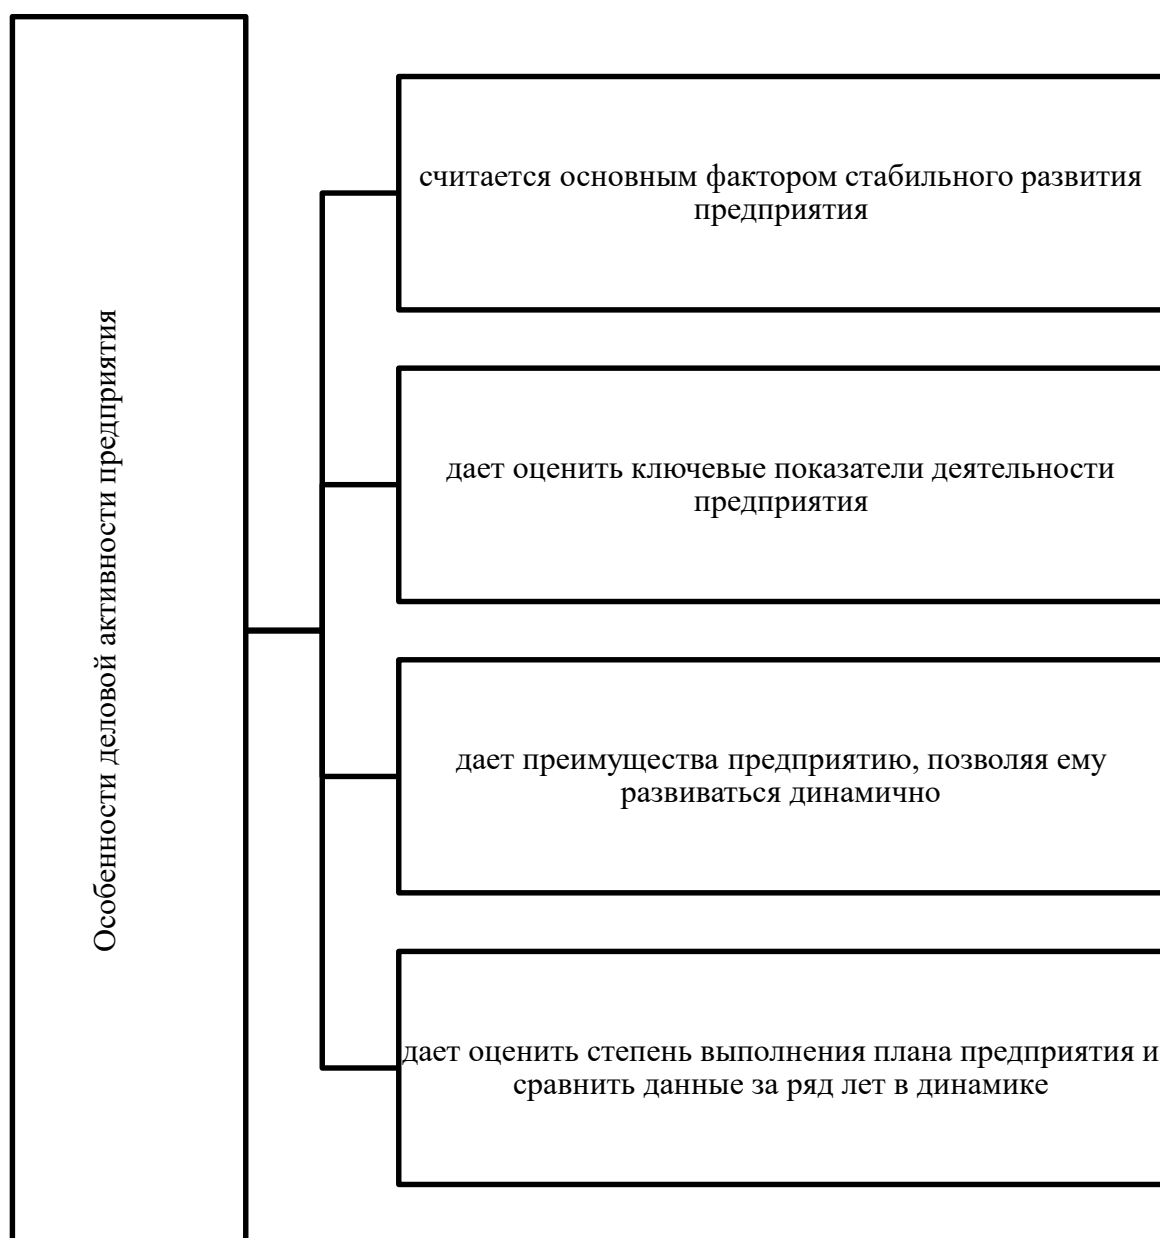 Особенности деловой активности предприятия
считается основным фактором стабильного развития
предприятия
дает оценить ключевые показатели деятельности
предприятия
дает преимущества предприятию, позволяя ему
развиваться динамично
дает оценить степень выполнения плана предприятия и
сравнить данные за ряд лет в динамике